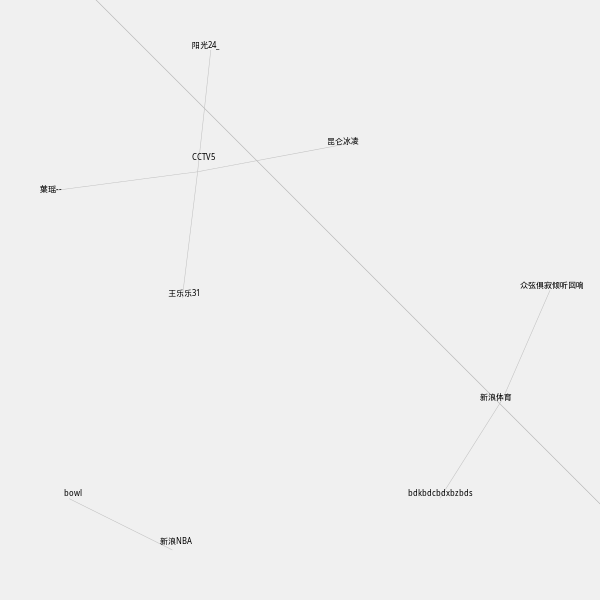 阳光24_
昆仑冰凌
CCTV5
葉瑶--
众弦俱寂倾听回响
王乐乐31
新浪体育
bowl
bdkbdcbdxbzbds
新浪NBA